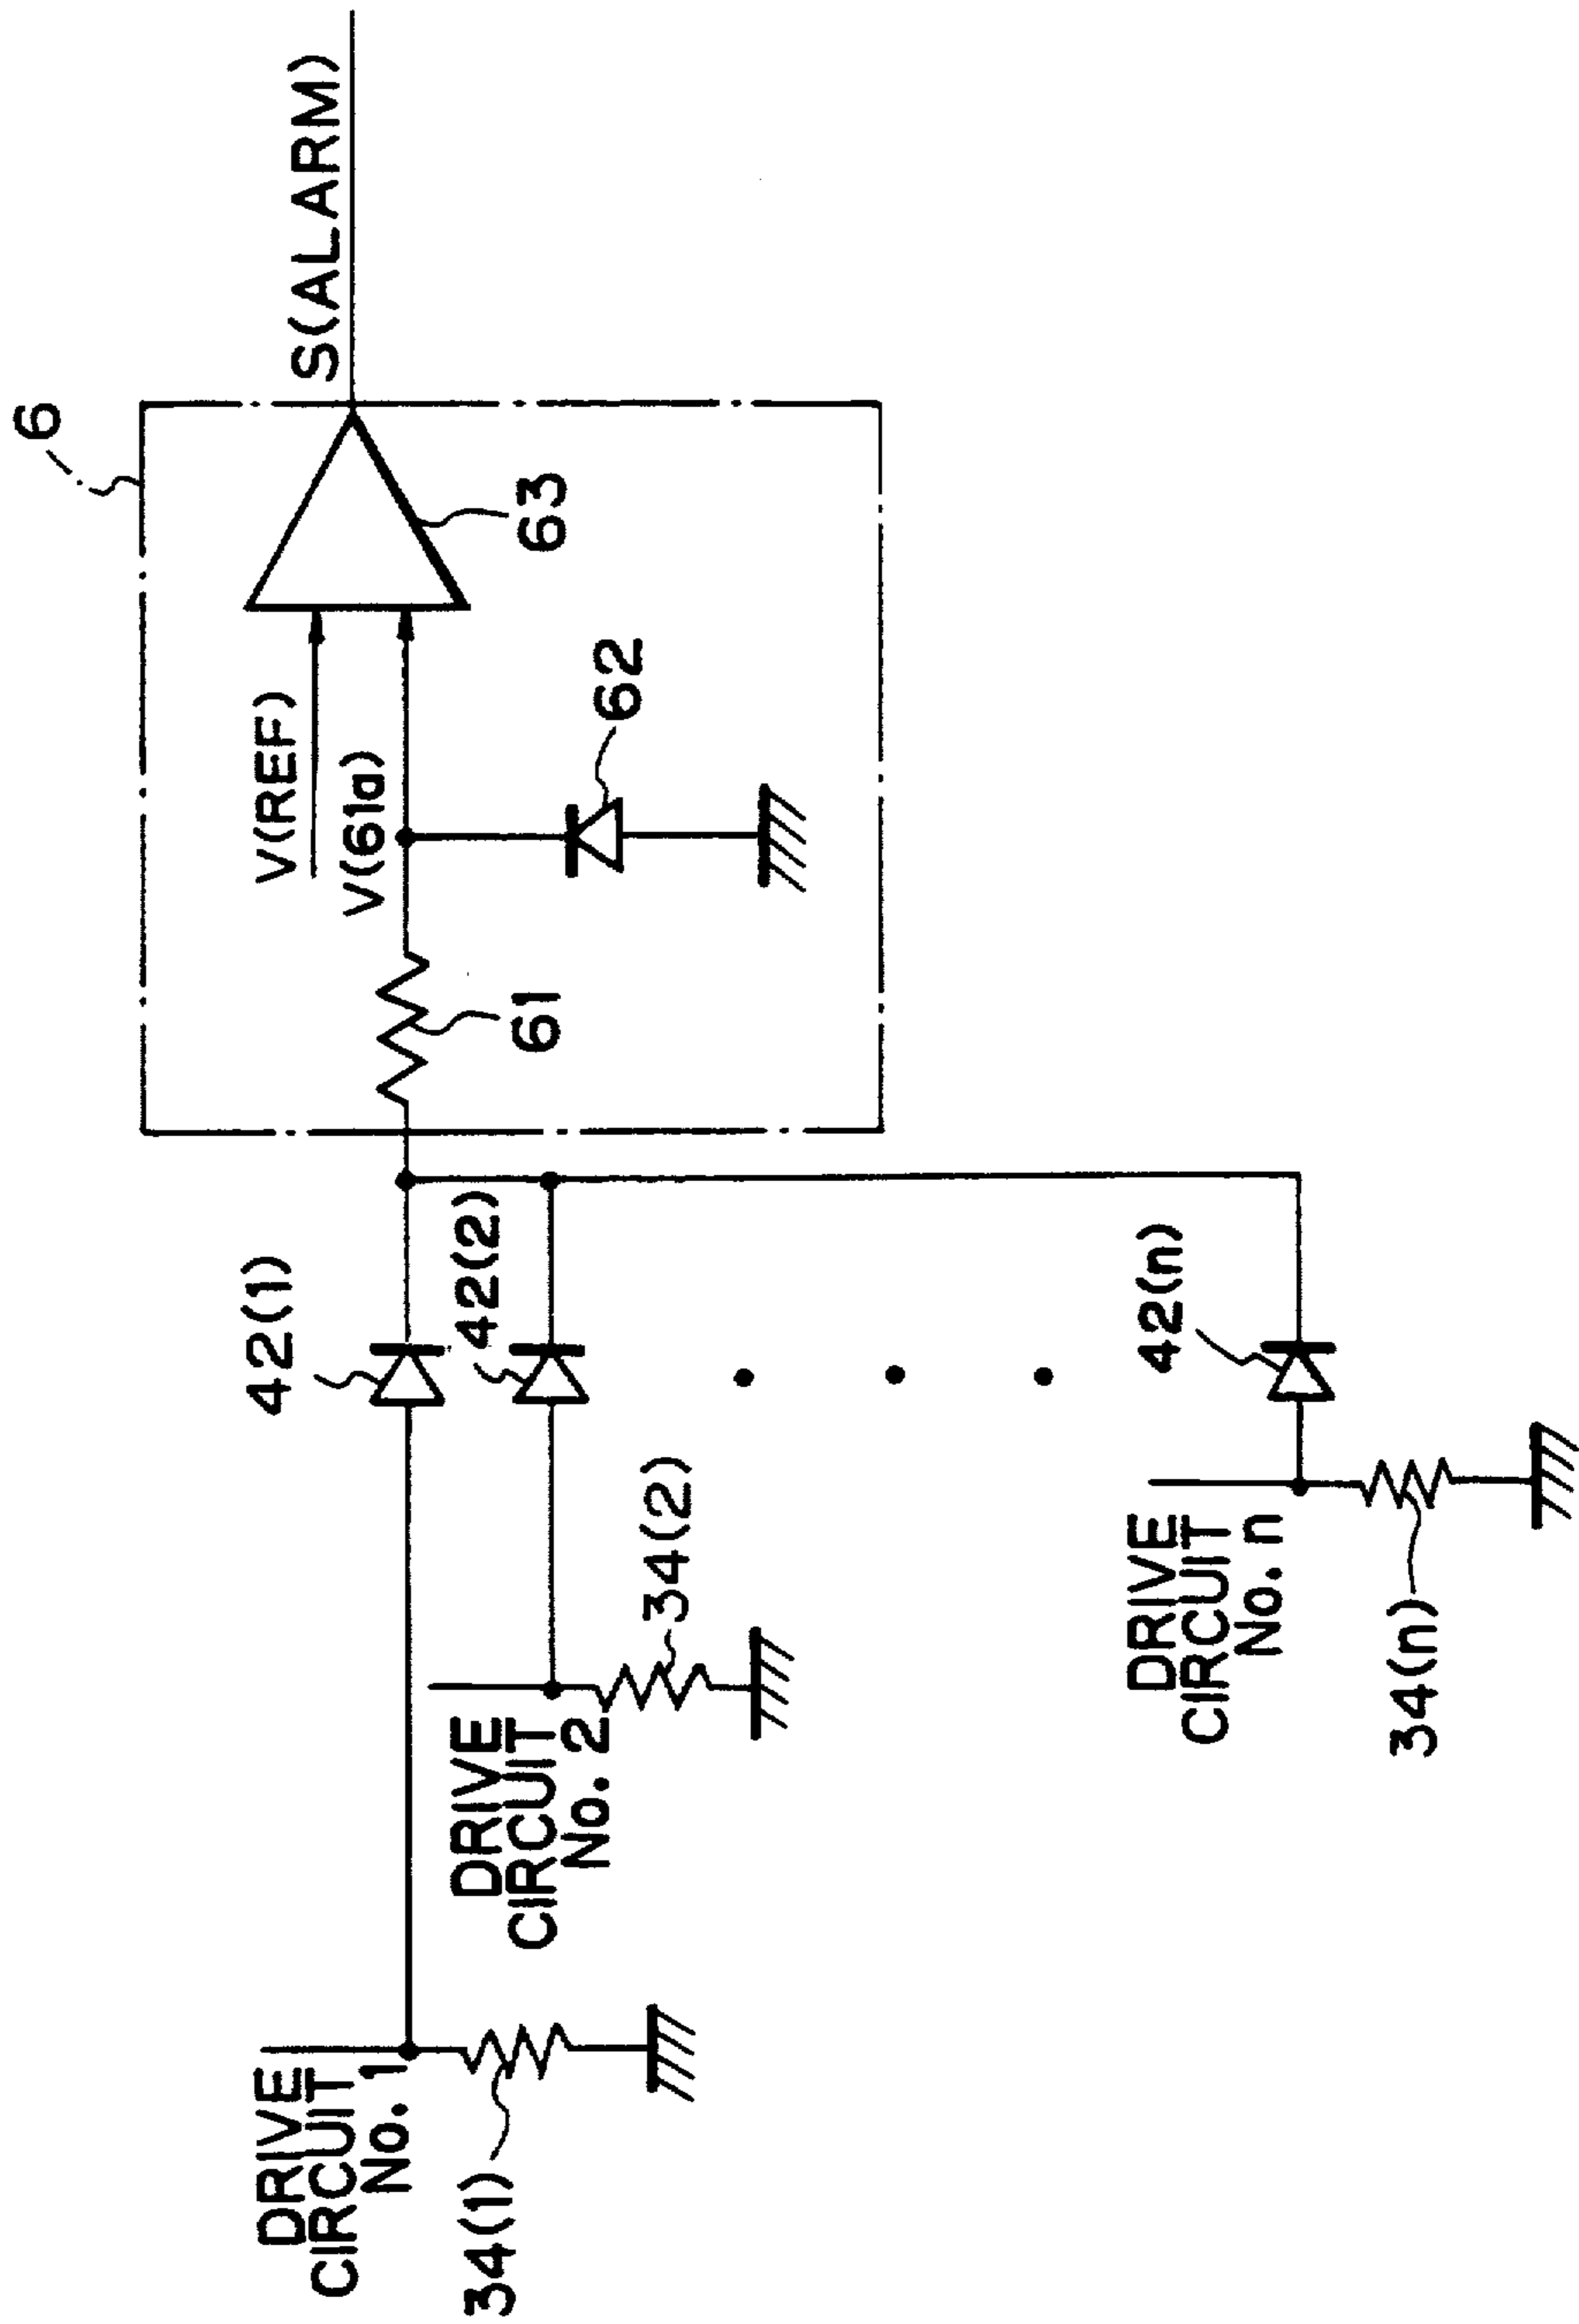 6
S(ALARM)
V(REF)
V(61a)
63
62
61
42(1)
42(2)
42(n)
DRIVE
CIRCUIT
No. 1
34(1)
DRIVE
CIRCUIT
No. 2
34(2)
DRIVE
CIRCUIT
No. n
34(n)